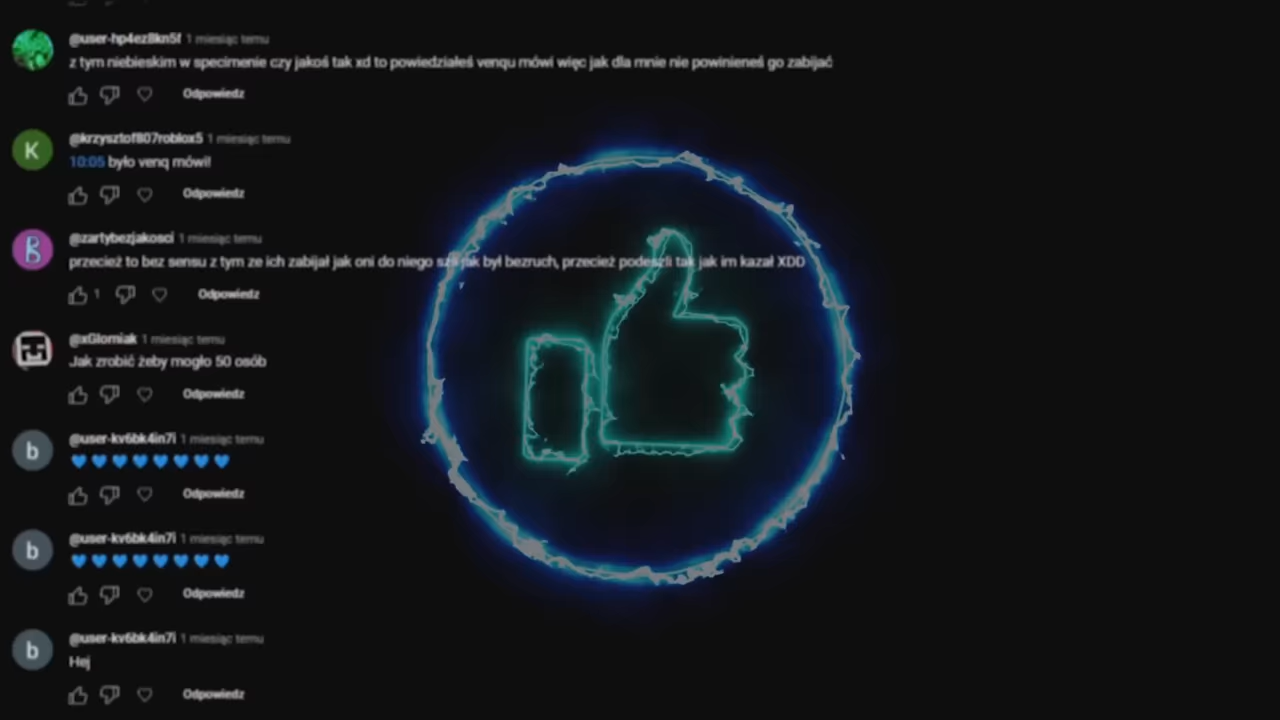 @user-hp4ez8kn5f 1 miesiąc temu
z tym niebieskim w specimenie czy jakoś tak xd to powiedziałeś venqu mówi więc jak dla mnie nie powinieneś go zabijać
Odpowiedz
K
@krzysztof807roblox5 1 miesiąc temu
10:05 było venq mówi!
Odpowiedz
@zartybezjakosci 1 miesiąc temu
przecież to bez sensu z tym ze ich zabijał jak oni do niego szli jak był bezruch, przecież podeszli tak jak im kazał XDD
1 Odpowiedz
@xGlorniak 1 miesiąc temu
Jak zrobić żeby mogło 50 osób
Odpowiedz
b
@user-kv6bk4in7i 1 miesiąc temu
💙💙💙💙💙💙💙💙
Odpowiedz
b
@user-kv6bk4in7i 1 miesiąc temu
💙💙💙💙💙💙💙💙
Odpowiedz
b
@user-kv6bk4in7i 1 miesiąc temu
Hej
Odpowiedz